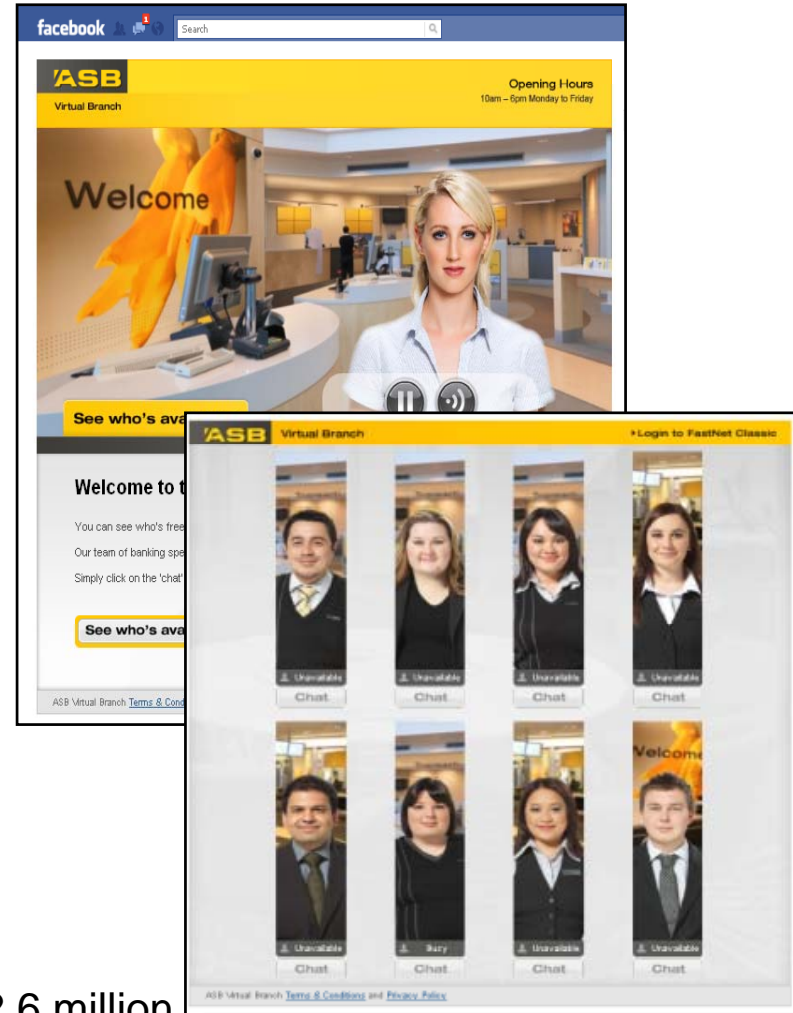 facebook
1
Search
ASB
Virtual Branch
Opening Hours
10am – 6pm Monday to Friday
Welcome
See who's ava
Welcome to t
You can see who's free
Our team of banking spe
Simply click on the 'chat'
See who's ava
ASB Virtual Branch Terms & Cond
ASB Virtual Branch
Login to FastNet Classic
Unavailable Unavailable Unavailable Unavailable
Chat Chat Chat Chat
Welcome
Unavailable Busy Unavailable Unavailable
Chat Chat Chat Chat
ASB Virtual Branch Terms & Conditions and Privacy Policy
6 million